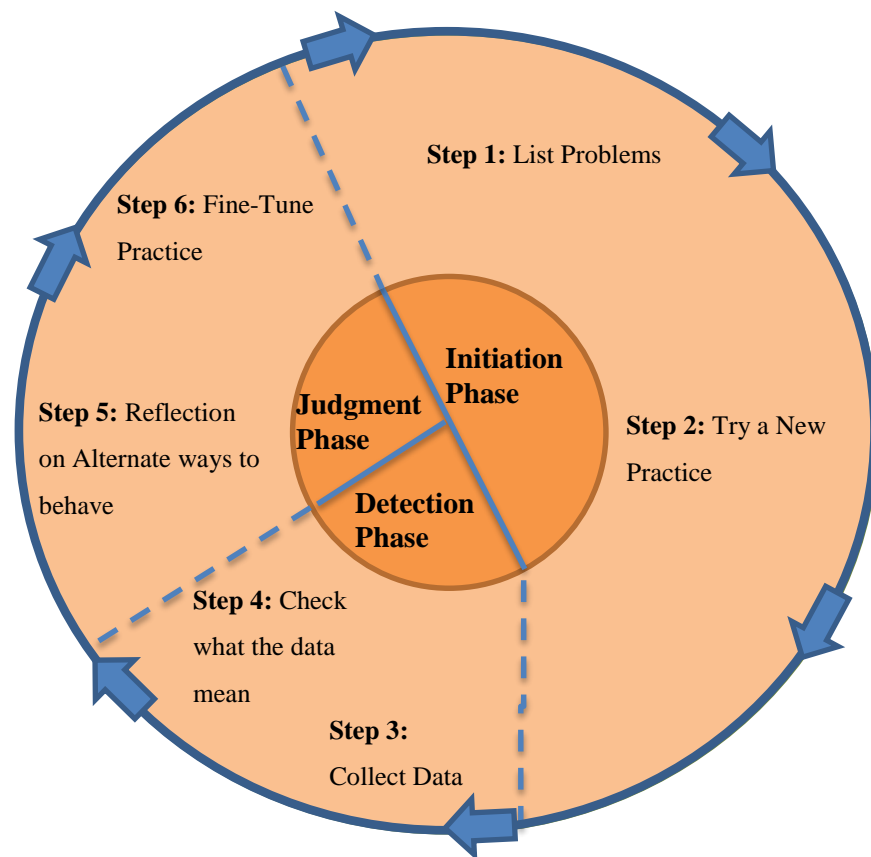 Step 1: List Problems
Step 6: Fine-Tune
Practice
Initiation
Phase
Judgment
Phase
Step 5: Reflection
on Alternate ways to
behave
Step 2: Try a New
Practice
Detection
Phase
Step 4: Check
what the data
mean
Step 3:
Collect Data